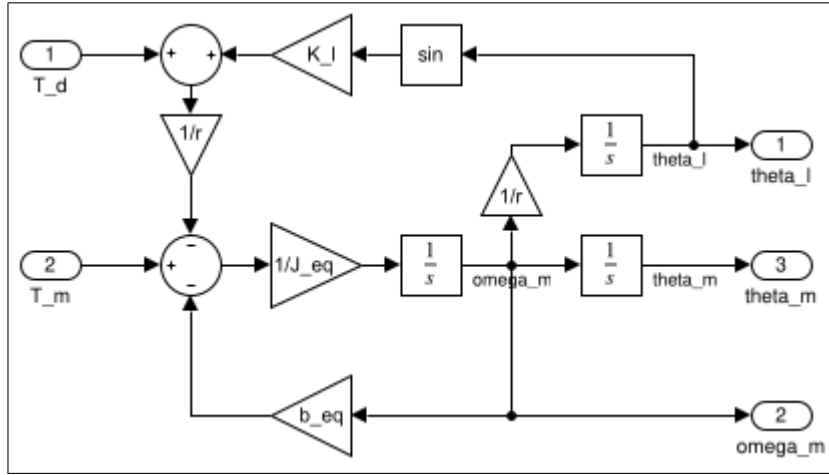 1
T_d
+
+
K_l
sin
1/r
1
s
theta_l
1
theta_l
1/r
2
T_m
+
−
−
1/J_eq
1
s
omega_m
1
s
theta_m
3
theta_m
b_eq
2
omega_m